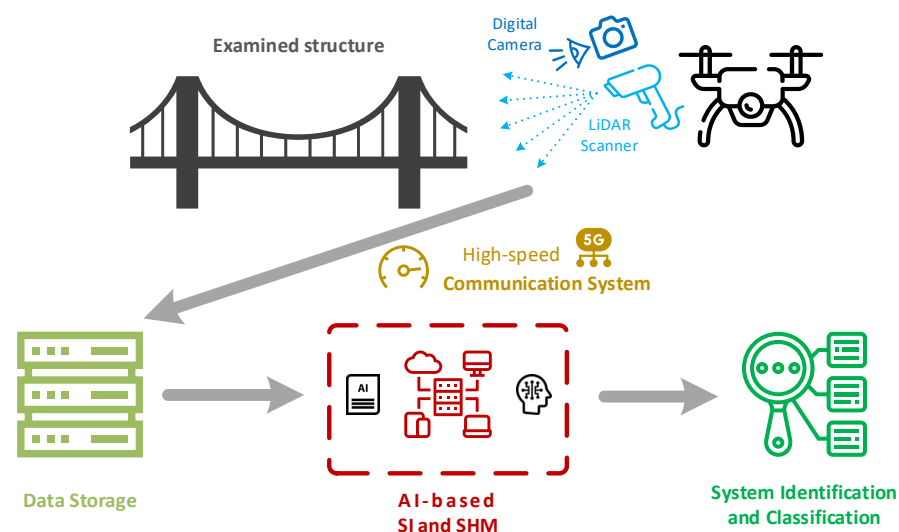 Examined structure
Digital
Camera
LiDAR
Scanner
5G
High-speed
Communication System
AI
Data Storage
AI-based
SI and SHM
System Identification
and Classification